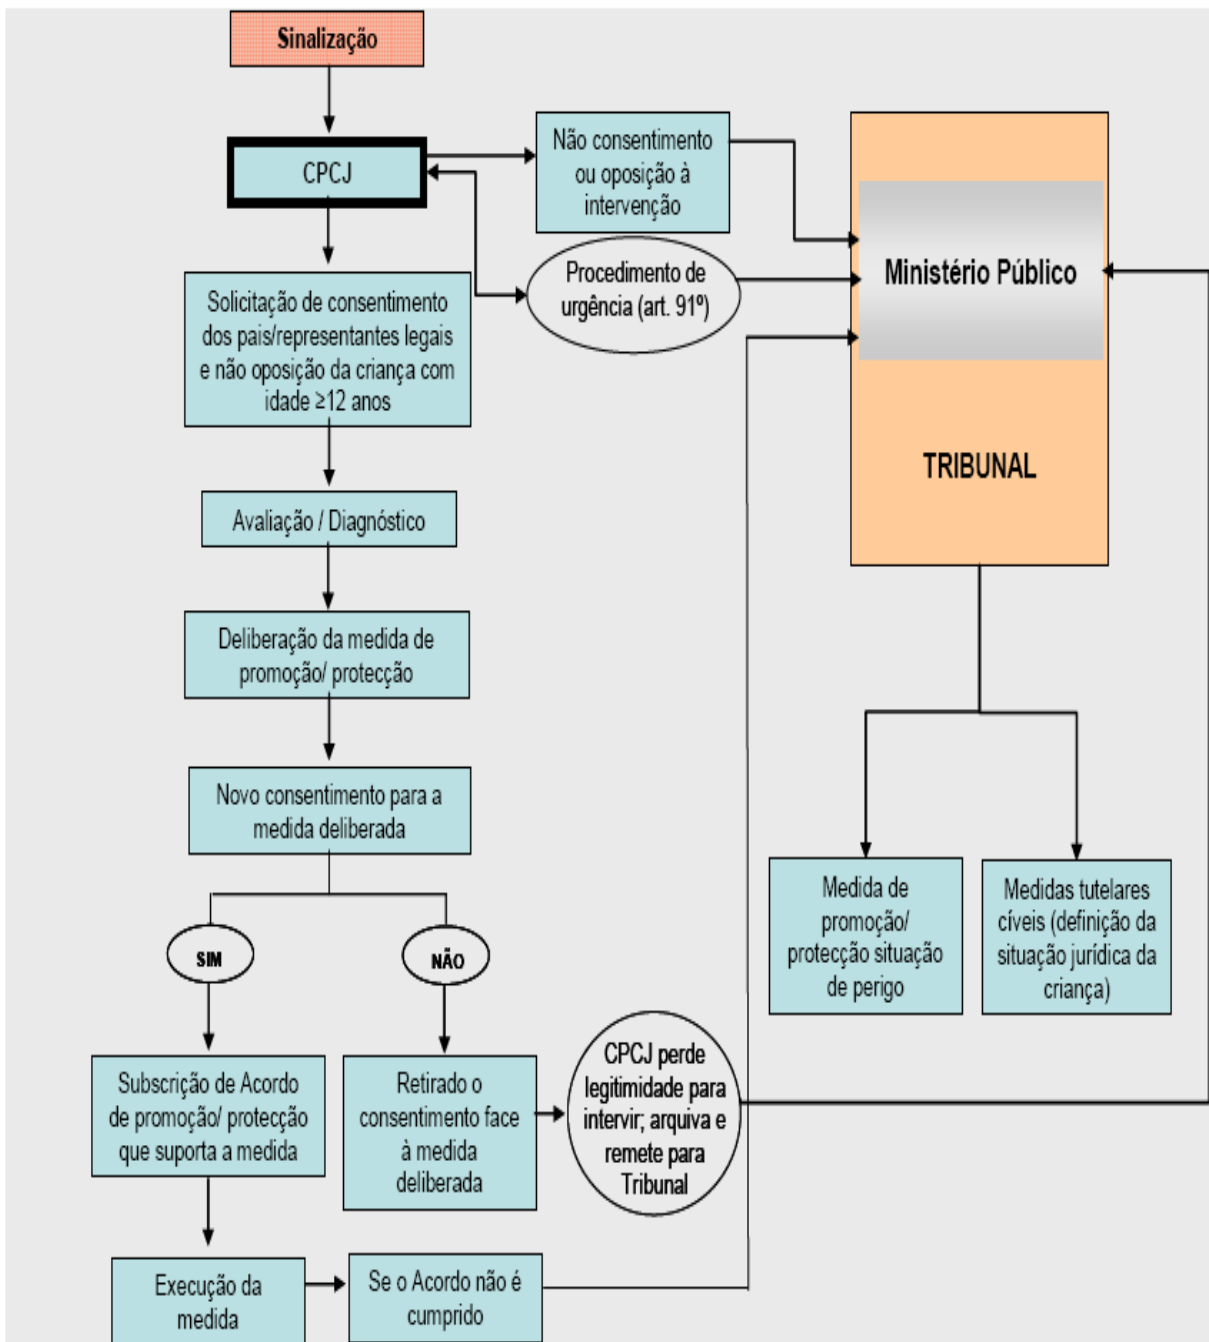 Sinalização
CPCJ
Não consentimento
ou oposição à
intervenção
Procedimento de
urgência (art. 91º)
Ministério Público
TRIBUNAL
Solicitação de consentimento
dos pais/representantes legais
e não oposição da criança com
idade ≥12 anos
Avaliação / Diagnóstico
Deliberação da medida de
promoção/ protecção
Novo consentimento para a
medida deliberada
SIM
NÃO
Medida de
promoção/
protecção situação
de perigo
Medidas tutelares
cíveis (definição da
situação jurídica da
criança)
Subscrição de Acordo
de promoção/ protecção
que suporta a medida
Retirado o
consentimento face
à medida
deliberada
CPCJ perde
legitimidade para
intervir; arquiva e
remete para
Tribunal
Execução da
medida
Se o Acordo não é
cumprido